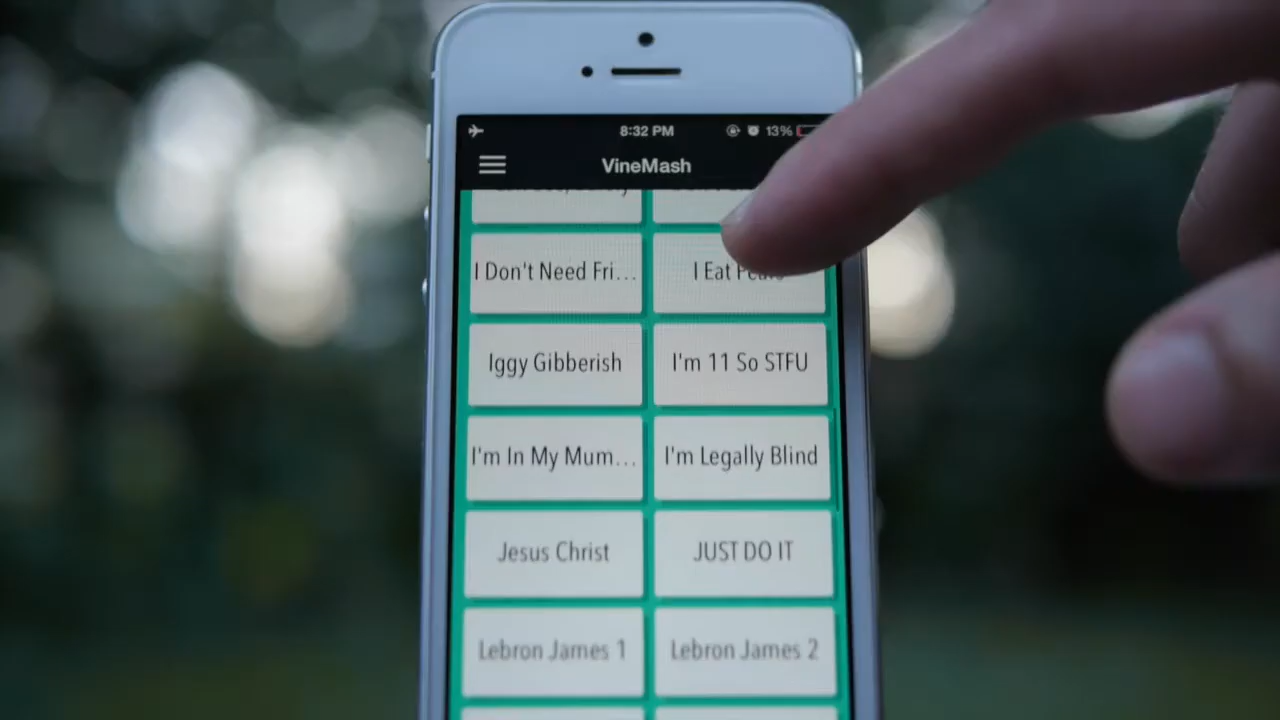 8:32 PM 13%
VineMash
I Don't Need Fri... I Eat
Iggy Gibberish I'm 11 So STFU
I'm In My Mum... I'm Legally Blind
Jesus Christ JUST DO IT
Lebron James 1 Lebron James 2